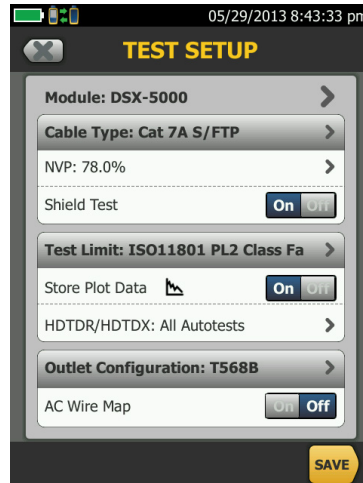 05/29/2013 8:43:33 pm
TEST SETUP
Module: DSX-5000
Cable Type: Cat 7A S/FTP
NVP: 78.0%
Shield Test On Off
Test Limit: ISO11801 PL2 Class Fa
Store Plot Data On Off
HDTDR/HDTDX: All Autotests
Outlet Configuration: T568B
AC Wire Map On Off
SAVE